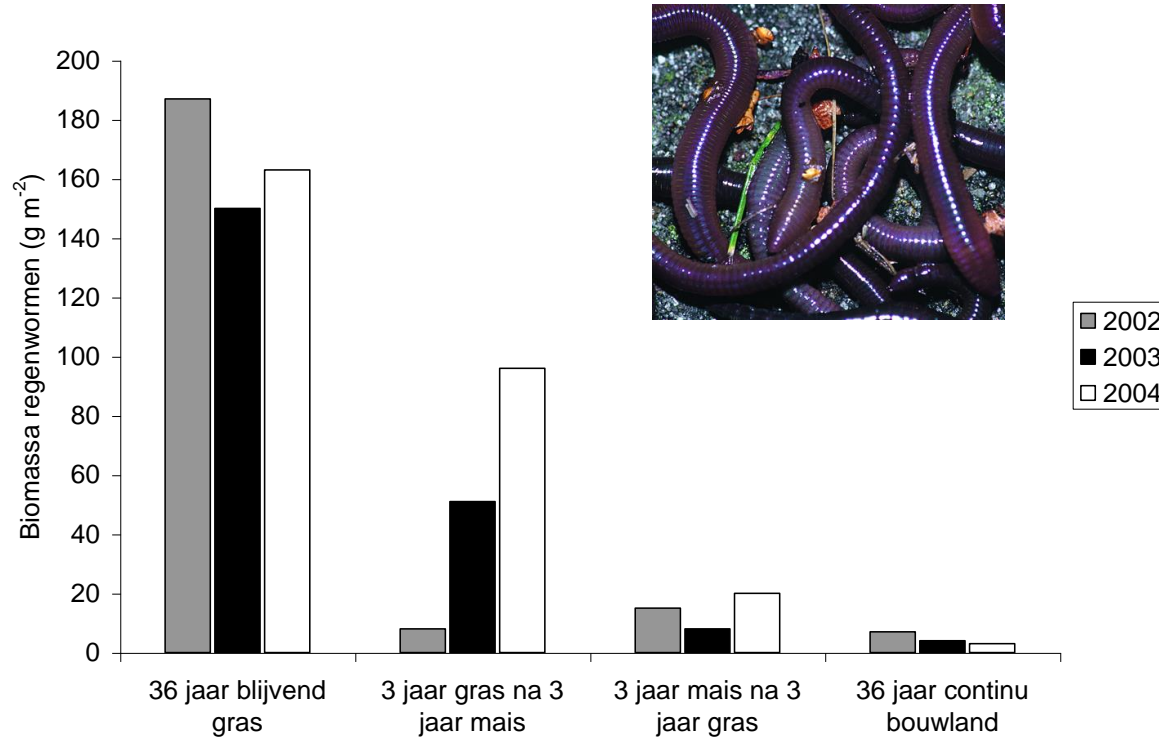 200
180
160
140
120
100
80
60
40
20
0
Biomassa regenwormen (g m⁻²)
36 jaar blijvend
gras
3 jaar gras na 3
jaar mais
3 jaar mais na 3
jaar gras
36 jaar continu
bouwland
2002
2003
2004